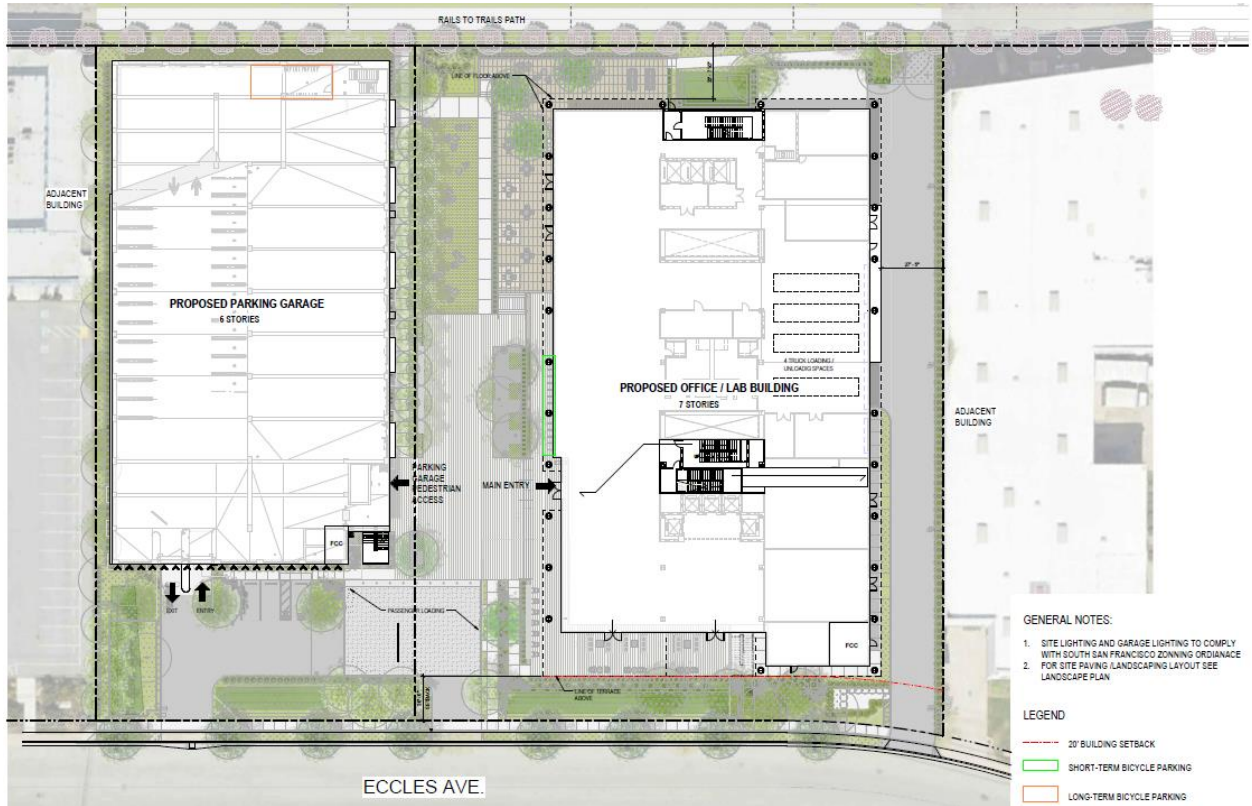 RAILS TO TRAILS PATH
LINE OF FLOOR ABOVE
ADJACENT
BUILDING
PROPOSED PARKING GARAGE
6 STORIES
27'- 9"
4 TRUCK LOADING /
UNLOADIG SPACES
PROPOSED OFFICE / LAB BUILDING
7 STORIES
ADJACENT
BUILDING
PARKING
GARAGE
PEDESTRIAN
ACCESS
MAIN ENTRY
FCC
EXIT
ENTRY
PASSENGER LOADING
FCC
LINE OF TERRACE
ABOVE
SETBACK
ECCLES AVE.
GENERAL NOTES:
1. SITE LIGHTING AND GARAGE LIGHTING TO COMPLY
WITH SOUTH SAN FRANCISCO ZONNING ORDIANACE
2. FOR SITE PAVING /LANDSCAPING LAYOUT SEE
LANDSCAPE PLAN
LEGEND
20' BUILDING SETBACK
SHORT-TERM BICYCLE PARKING
LONG-TERM BICYCLE PARKING